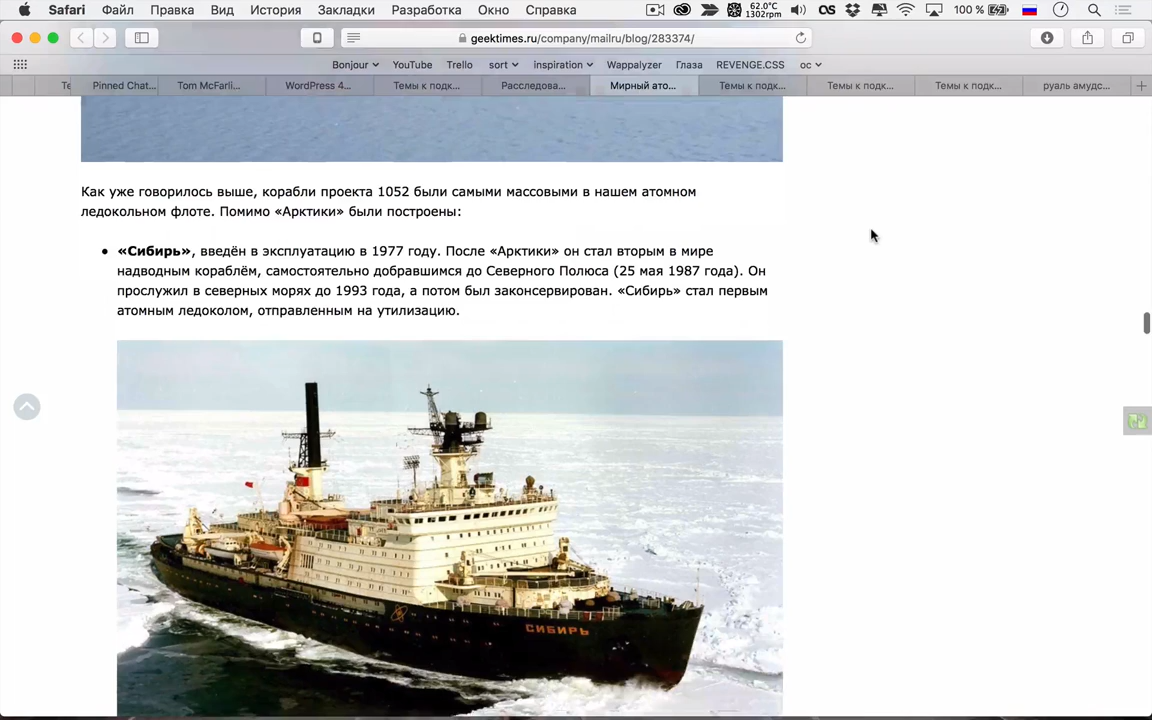 Safari Файл Правка Вид История Закладки Разработка Окно Справка 62.0°C 1302rpm 100 %
geektimes.ru/company/mailru/blog/283374/
Bonjour YouTube Trello sort inspiration Wappalyzer Глаза REVENGE.CSS ос
Те Pinned Chat... Tom McFarli... WordPress 4... Темы к подк... Расследова... Мирный ато... Темы к подк... Темы к подк... Темы к подк... руаль амудс...
Как уже говорилось выше, корабли проекта 1052 были самыми массовыми в нашем атомном
ледокольном флоте. Помимо «Арктики» были построены:
• «Сибирь», введён в эксплуатацию в 1977 году. После «Арктики» он стал вторым в мире
надводным кораблём, самостоятельно добравшимся до Северного Полюса (25 мая 1987 года). Он
прослужил в северных морях до 1993 года, а потом был законсервирован. «Сибирь» стал первым
атомным ледоколом, отправленным на утилизацию.
СИБИРЬ